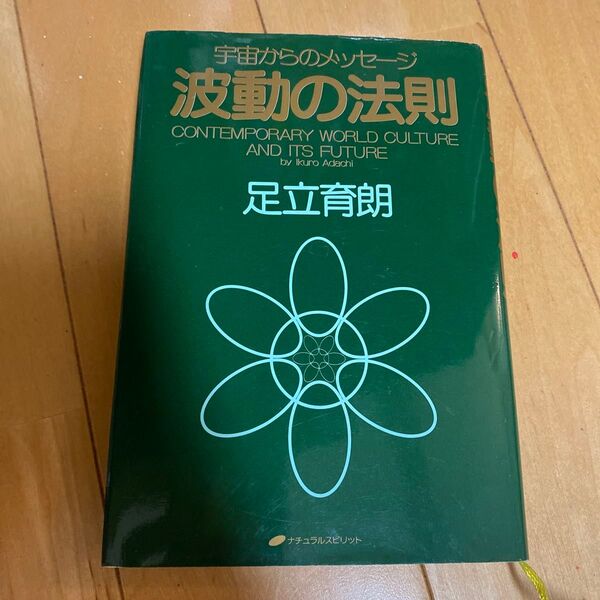 宇宙からのメッセージ
波動の法則
CONTEMPORARY WORLD CULTURE
AND ITS FUTURE
by Ikuro Adachi
足立育朗
ナチュラルスピリット